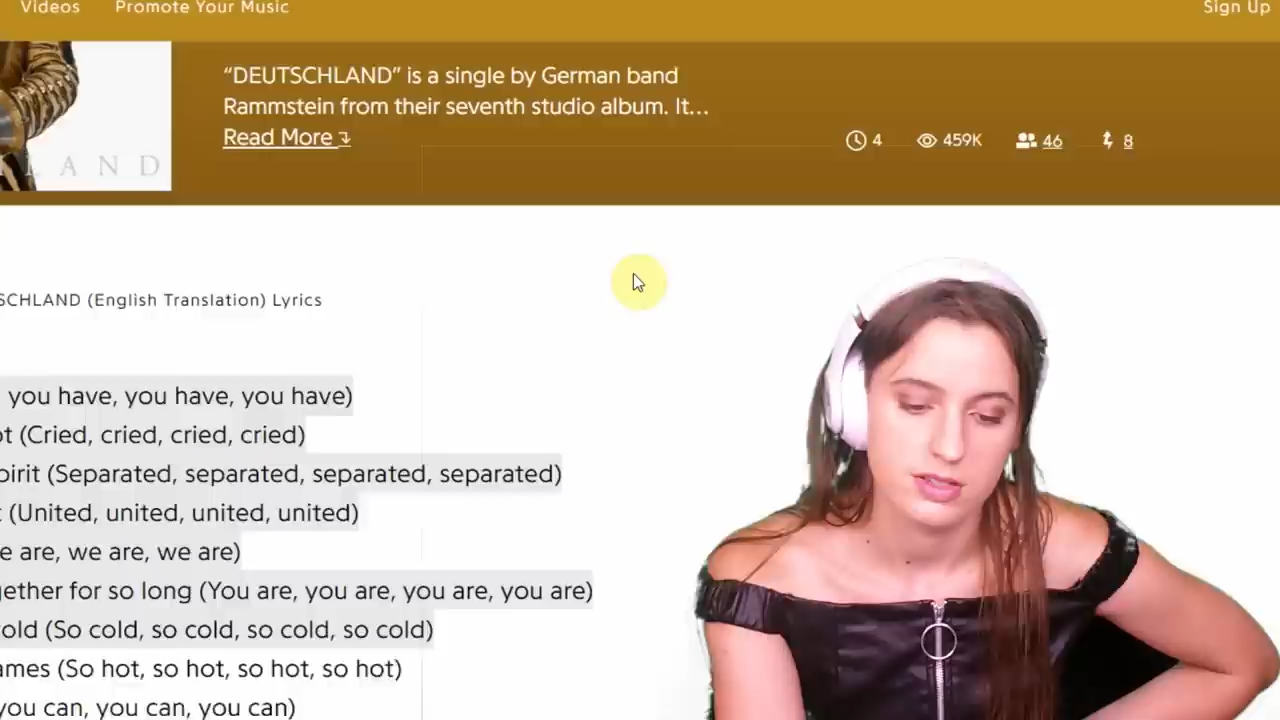 Videos Promote Your Music Sign Up
“DEUTSCHLAND” is a single by German band
Rammstein from their seventh studio album. It...
Read More
4 459K 46 8
LAND
SCHLAND (English Translation) Lyrics
you have, you have, you have)
ot (Cried, cried, cried, cried)
pirit (Separated, separated, separated, separated)
t (United, united, united, united)
e are, we are, we are)
gether for so long (You are, you are, you are, you are)
cold (So cold, so cold, so cold, so cold)
ames (So hot, so hot, so hot, so hot)
you can, you can, you can)